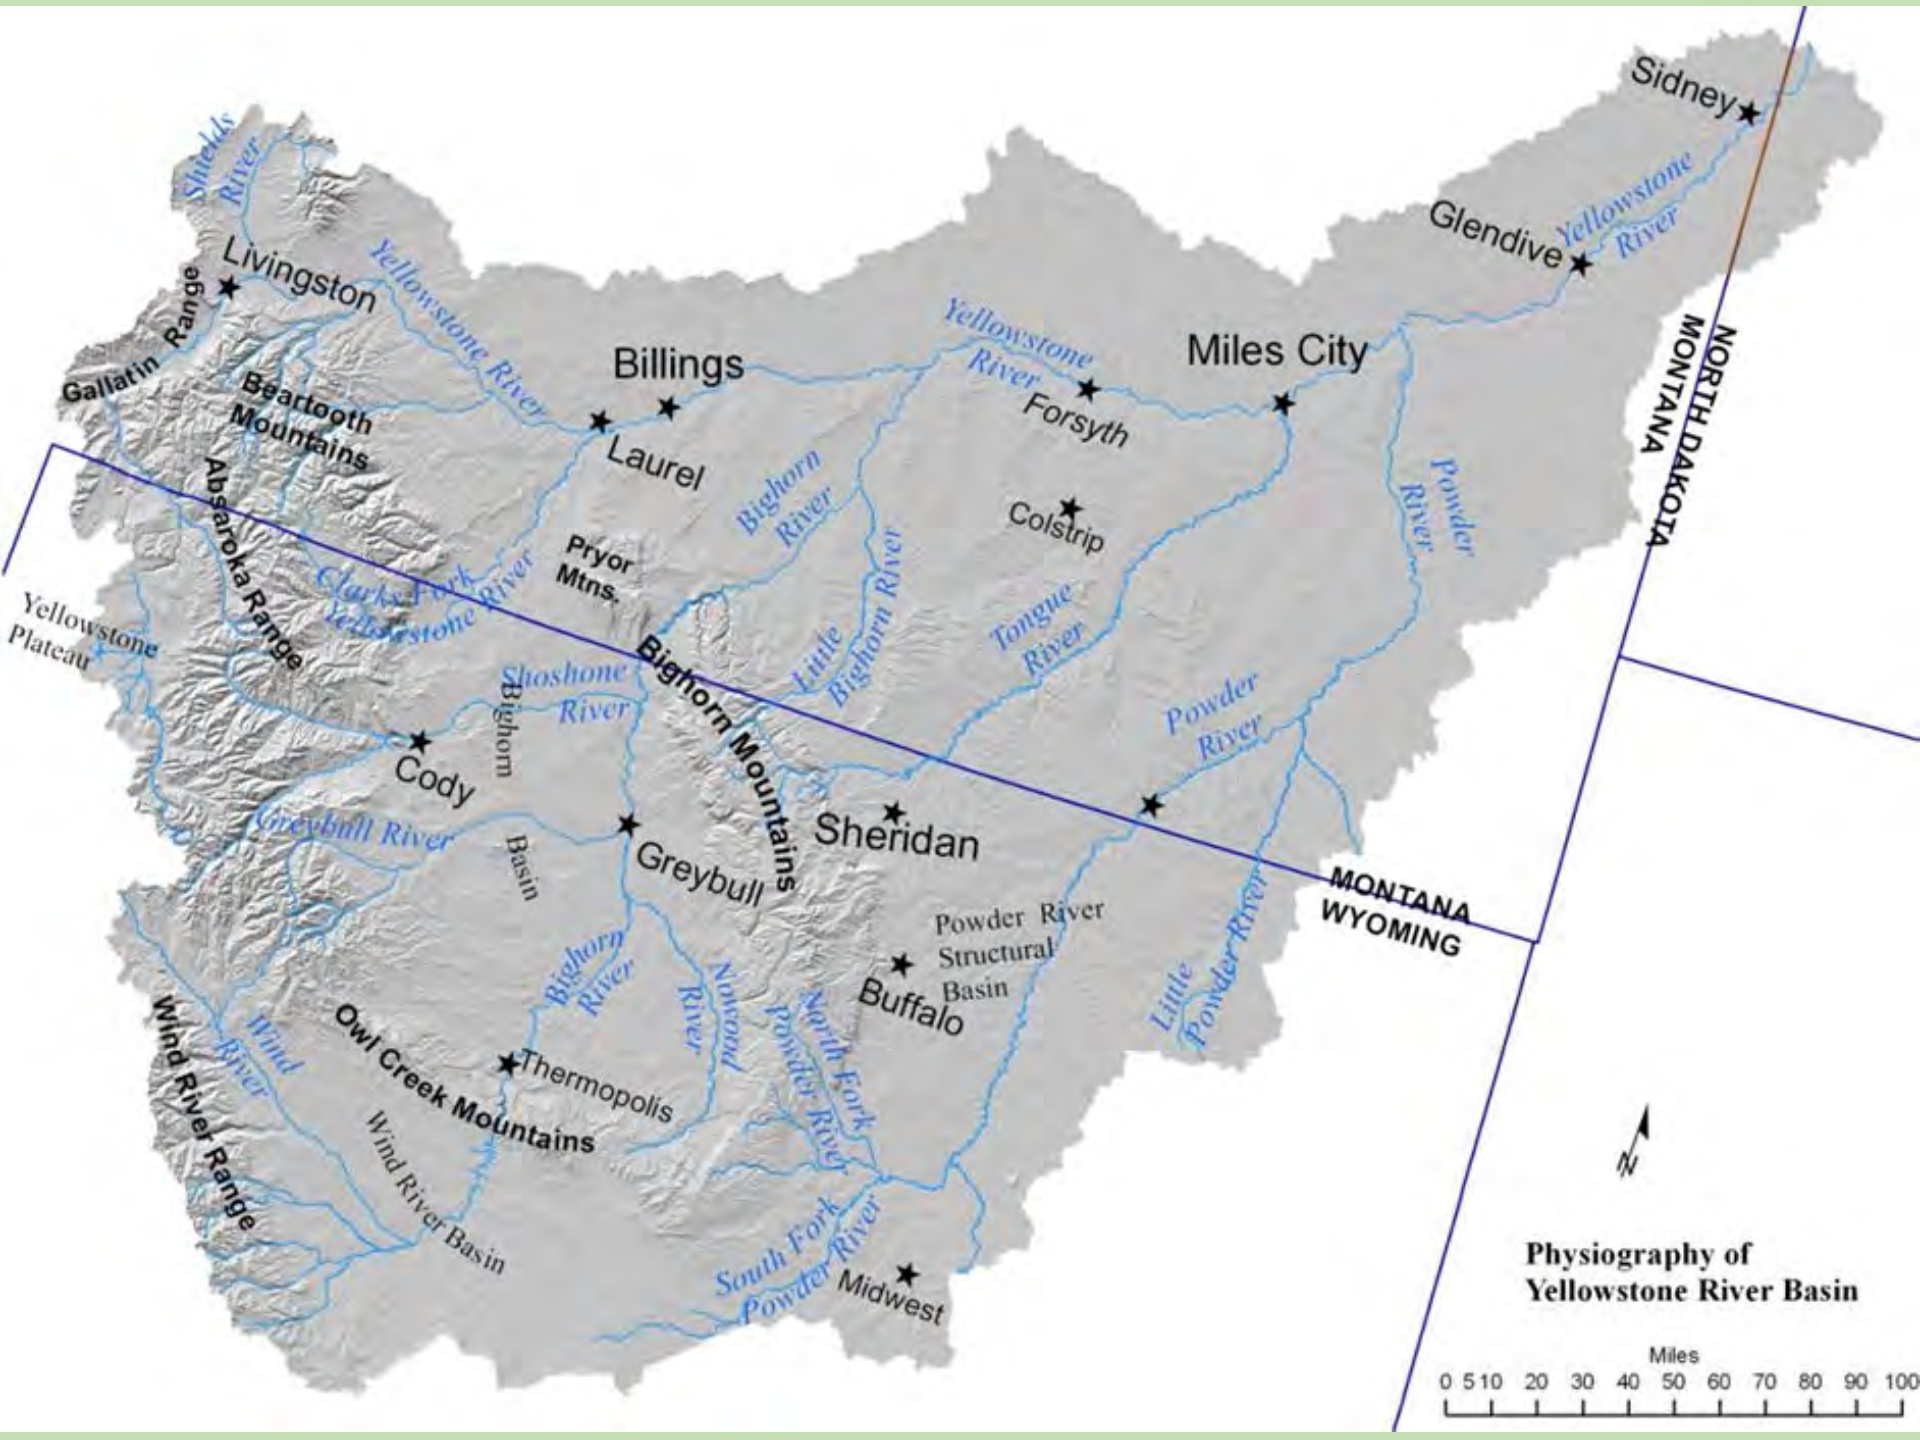 Sidney
Shields
River
Yellowstone
River
Glendive
Livingston
Yellowstone River
Gallatin Range
Yellowstone
River
Miles City
Billings
Forsyth
Beartooth
Mountains
NORTH DAKOTA
MONTANA
Laurel
Bighorn
River
Powder
River
Absaroka Range
Colstrip
Pryor
Mtns.
Clarks Fork
Yellowstone River
Little
Bighorn River
Tongue
River
Yellowstone
Plateau
Shoshone
River
Bighorn
Basin
Bighorn Mountains
Powder
River
Cody
Greybull River
Sheridan
Greybull
MONTANA
WYOMING
Powder River
Structural
Basin
Buffalo
Little
Powder River
Bighorn
River
Nowood
River
North Fork
Powder River
Wind
River
Wind River Range
Owl Creek Mountains
Thermopolis
Wind River Basin
South Fork
Powder River
Midwest
N
Physiography of
Yellowstone River Basin
Miles
0 5 10 20 30 40 50 60 70 80 90 100